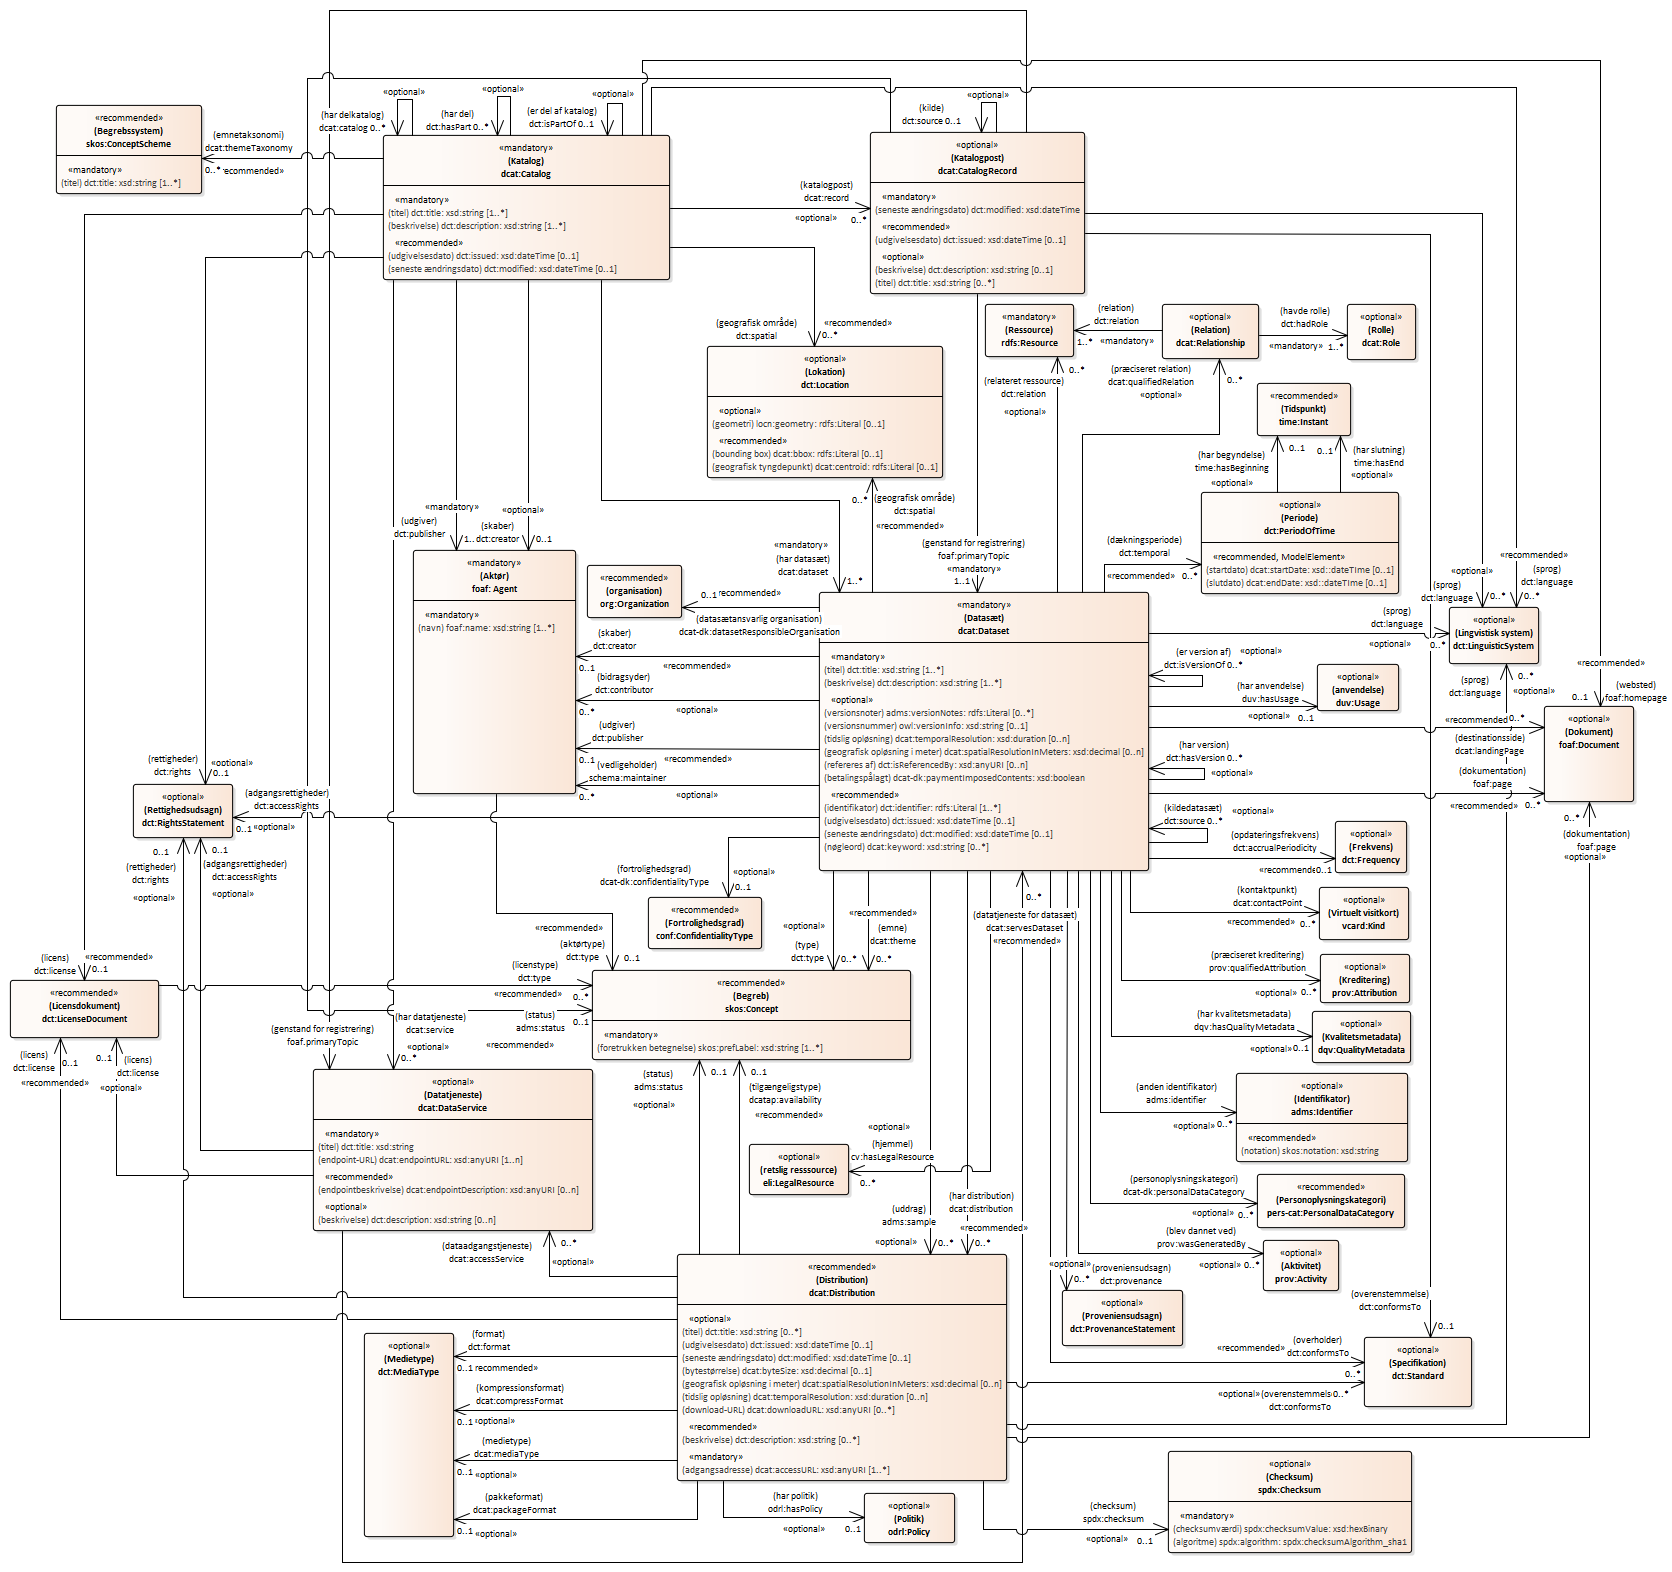 «recommended»
(Begrebssystem)
skos:ConceptScheme
«mandatory»
(titel) dct:title: xsd:string [1..*]
(emnetaksonomi)
dcat:themeTaxonomy
0..*
«optional»
(har delkatalog)
dcat:catalog 0..*
«optional»
(har del)
dct:hasPart 0..*
«optional»
(er del af katalog)
dct:isPartOf 0..1
«mandatory»
(Katalog)
dcat:Catalog
«mandatory»
(titel) dct:title: xsd:string [1..*]
(beskrivelse) dct:description: xsd:string [1..*]
«recommended»
(udgivelsesdato) dct:issued: xsd:dateTime [0..1]
(seneste ændringsdato) dct:modified: xsd:dateTime [0..1]
(katalogpost)
dcat:record
«optional»
0..*
«optional»
(kilde)
dct:source 0..1
«optional»
(Katalogpost)
dcat:CatalogRecord
«mandatory»
(seneste ændringsdato) dct:modified: xsd:dateTime
«recommended»
(udgivelsesdato) dct:issued: xsd:dateTime [0..1]
«optional»
(beskrivelse) dct:description: xsd:string [0..1]
(titel) dct:title: xsd:string [0..*]
(geografisk område)
dct:spatial
«recommended»
0..*
«optional»
(Lokation)
dct:Location
«optional»
(geometri) locn:geometry: rdfs:Literal [0..1]
«recommended»
(bounding box) dcat:bbox: rdfs:Literal [0..1]
(geografisk tyngdepunkt) dcat:centroid: rdfs:Literal [0..1]
0..*
(geografisk område)
dct:spatial
«recommended»
«mandatory»
(Ressource)
rdfs:Resource
(relation)
dct:relation
1..*
«mandatory»
«optional»
(Relation)
dcat:Relationship
(havde rolle)
dct:hadRole
«mandatory»
1..*
«optional»
(Rolle)
dcat:Role
0..*
(relateret ressource)
dct:relation
«optional»
(præciseret relation)
dct:qualifiedRelation
«optional»
0..*
«recommended»
(Tidspunkt)
time:Instant
0..1
(har begyndelse)
time:hasBeginning
«optional»
0..1
(har slutning)
time:hasEnd
«optional»
«optional»
(Periode)
dct:PeriodOfTime
«recommended, ModelElement»
(startdato) dcat:startDate: xsd::dateTIme [0..1]
(slutdato) dcat:endDate: xsd::dateTIme [0..1]
(dækningsperiode)
dct:temporal
«recommended»
0..*
(genstand for registrering)
foaf:primaryTopic
«mandatory»
1..1
«mandatory»
(har datasæt)
dcat:dataset
1..*
«mandatory»
(udgiver)
dct:publisher
«optional»
(skaber)
dct:creator
0..1
«mandatory»
(Aktør)
foaf: Agent
«mandatory»
(navn) foaf:name: xsd:string [1..*]
«recommended»
(organisation)
org:Organization
0..1
(datasætansvarlig organisation)
dcat-dk:datasetResponsibleOrganisation
(skaber)
dct:creator
0..1
«recommended»
(bidragsyder)
dct:contributor
0..*
«optional»
(udgiver)
dct:publisher
0..1
«recommended»
(vedligeholder)
schema:maintainer
0..*
«optional»
«mandatory»
(Datasæt)
dcat:Dataset
«mandatory»
(titel) dct:title: xsd:string [1..*]
(beskrivelse) dct:description: xsd:string [1..*]
«optional»
(versionsnoter) adms:versionNotes: rdfs:Literal [0..*]
(versionsnummer) owl:versionInfo: xsd:string [0..1]
(tidslig opløsning) dcat:temporalResolution: xsd:duration [0..n]
(geografisk opløsning i meter) dcat:spatialResolutionInMeters: xsd:decimal [0..n]
(refereres af) dct:isReferencedBy: xsd:anyURI [0..n]
(betalingspålagt) dcat-dk:paymentImposedContents: xsd:boolean
«recommended»
(identifikator) dct:identifier: rdfs:Literal [1..*]
(udgivelsesdato) dct:issued: xsd:dateTime [0..1]
(seneste ændringsdato) dct:modified: xsd:dateTime [0..1]
(nøgleord) dcat:keyword: xsd:string [0..*]
(sprog)
dct:language
«optional»
0..*
«optional»
(sprog)
dct:language
0..*
«recommended»
(sprog)
dct:language
0..*
«optional»
(Lingvistisk system)
dct:LinguisticSystem
(sprog)
dct:language
0..*
«optional»
(er version af)
dct:isVersionOf 0..*
«optional»
(har anvendelse)
duv:hasUsage
«optional»
0..1
«optional»
(anvendelse)
duv:Usage
«recommended»
(websted)
foaf:homepage
0..1
«recommended»
0..*
(destinationsside)
dcat:landingPage
(dokumentation)
foaf:page
«recommended»
0..*
«optional»
(Dokument)
foaf:Document
0..*
(dokumentation)
foaf:page
«optional»
(har version)
dct:hasVersion 0..*
«optional»
(kildedatasæt)
dct:source 0..*
«optional»
(opdateringsfrekvens)
dct:accrualPeriodicity
0..1
«optional»
(Frekvens)
dct:Frequency
(kontaktpunkt)
dcat:contactPoint
«recommended»
0..*
«optional»
(Virtuelt visitkort)
vcard:Kind
(præciseret kreditering)
prov:qualifiedAttribution
«optional»
0..*
«optional»
(Kreditering)
prov:Attribution
(har kvalitetsmetadata)
dqv:hasQualityMetadata
«optional»
0..1
«optional»
(Kvalitetsmetadata)
dqv:QualityMetadata
(anden identifikator)
adms:identifier
«optional»
0..*
«optional»
(Identifikator)
adms:Identifier
«recommended»
(notation) skos:notation: xsd:string
(personoplysningskategori)
dcat-dk:personalDataCategory
«optional»
0..*
«recommended»
(Personoplysningskategori)
pers-cat:PersonalDataCategory
(blev dannet ved)
prov:wasGeneratedBy
«optional»
0..*
«optional»
(Aktivitet)
prov:Activity
«optional»
(proveniensudsagn)
dct:provenance
0..*
«optional»
(Proveniensudsagn)
dct:ProvenanceStatement
(overenstemmelse)
dct:conformsTo
0..1
(overholder)
dct:conformsTo
«recommended»
0..*
«optional»
0..*
dct:conformsTo
«optional»
(Specifikation)
dct:Standard
(rettigheder)
dct:rights
«optional»
0..1
«optional»
(Rettighedsudsagn)
dct:RightsStatement
(adgangsrettigheder)
dct:accessRights
0..1
«optional»
0..1
(rettigheder)
dct:rights
«optional»
0..1
(adgangsrettigheder)
dct:accessRights
«optional»
(fortrolighedsgrad)
dcat-dk:confidentialityType
«optional»
0..1
«recommended»
(Fortrolighedsgrad)
conf:ConfidentialityType
«optional»
(type)
dct:type
0..*
«recommended»
(emne)
dcat:theme
0..*
(datatjeneste for datasæt)
dcat:servesDataset
«recommended»
0..*
«recommended»
(aktørtype)
dct:type
0..1
(licenstype)
dct:type
«recommended»
0..*
(status)
adms:status
«recommended»
0..1
«recommended»
(Begreb)
skos:Concept
«mandatory»
(foretrukken betegnelse) skos:prefLabel: xsd:string [1..*]
(licens)
dct:license
«recommended»
0..1
«recommended»
(Licensdokument)
dct:LicenseDocument
(licens)
dct:license
«recommended»
0..1
0..1
(licens)
dct:license
«optional»
(genstand for registrering)
foaf.primaryTopic
(har datatjeneste)
dcat:service
«optional»
0..*
«optional»
(Datatjeneste)
dcat:DataService
«mandatory»
(titel) dct:title: xsd:string
(endpoint-URL) dcat:endpointURL: xsd:anyURI [1..n]
«recommended»
(endpointbeskrivelse) dcat:endpointDescription: xsd:anyURI [0..n]
«optional»
(beskrivelse) dct:description: xsd:string [0..n]
(dataadgangstjeneste)
dcat:accessService
0..*
«optional»
(status)
adms:status
«optional»
0..1
0..1
(tilgængeligstype)
dcatap:availability
«recommended»
«optional»
(hjemmel)
cv:hasLegalResource
0..*
«optional»
(retslig resssource)
eli:LegalResource
(uddrag)
adms:sample
«optional»
0..*
(har distribution)
dcat:distribution
«recommended»
0..*
«recommended»
(Distribution)
dcat:Distribution
«optional»
(titel) dct:title: xsd:string [0..*]
(udgivelsesdato) dct:issued: xsd:dateTime [0..1]
(seneste ændringsdato) dct:modified: xsd:dateTime [0..1]
(bytestørrelse) dcat:byteSize: xsd:decimal [0..1]
(geografisk opløsning i meter) dcat:spatialResolutionInMeters: xsd:decimal [0..n]
(tidslig opløsning) dcat:temporalResolution: xsd:duration [0..n]
(download-URL) dcat:downloadURL: xsd:anyURI [0..*]
«recommended»
(beskrivelse) dct:description: xsd:string [0..*]
«mandatory»
(adgangsadresse) dcat:accessURL: xsd:anyURI [1..*]
«optional»
(Medietype)
dct:MediaType
(format)
dct:format
0..1
(kompressionsformat)
dcat:compressFormat
0..1
(medietype)
dcat:mediaType
0..1 «optional»
(pakkeformat)
dcat:packageFormat
0..1 «optional»
(har politik)
odrl:hasPolicy
«optional»
0..1
«optional»
(Politik)
odrl:Policy
(checksum)
spdx:checksum
«optional»
0..1
«optional»
(Checksum)
spdx:Checksum
«mandatory»
(checksumværdi) spdx:checksumValue: xsd:hexBinary
(algoritme) spdx:algorithm: spdx:checksumAlgorithm_sha1